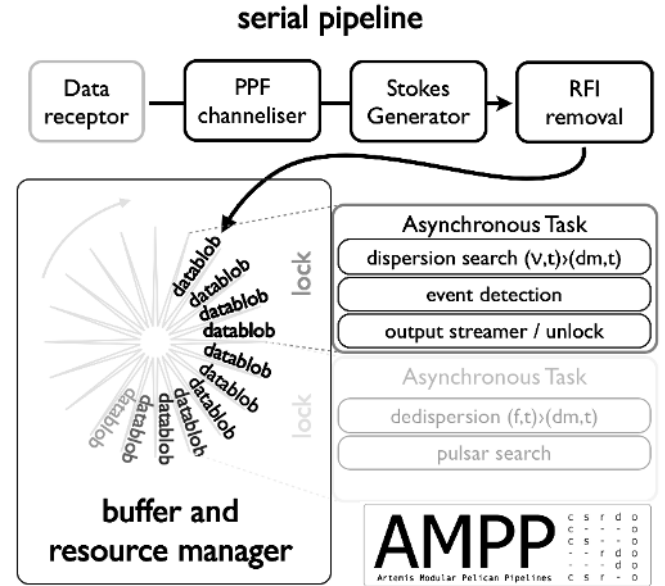 serial pipeline
Data
receptor
PPF
channeliser
Stokes
Generator
RFI
removal
datablob
datablob
datablob
datablob
datablob
datablob
datablob
datablob
datablob
datablob
datablob
lock
Asynchronous Task
dispersion search (ν,t)›(dm,t)
event detection
output streamer / unlock
lock
Asynchronous Task
dedispersion (f,t)›(dm,t)
pulsar search
buffer and
resource manager
AMPP
Artemis Modular Pelican Pipelines
c s r d o
c - - - o
c s - - o
- - r d o
- - - d o
c s r d o